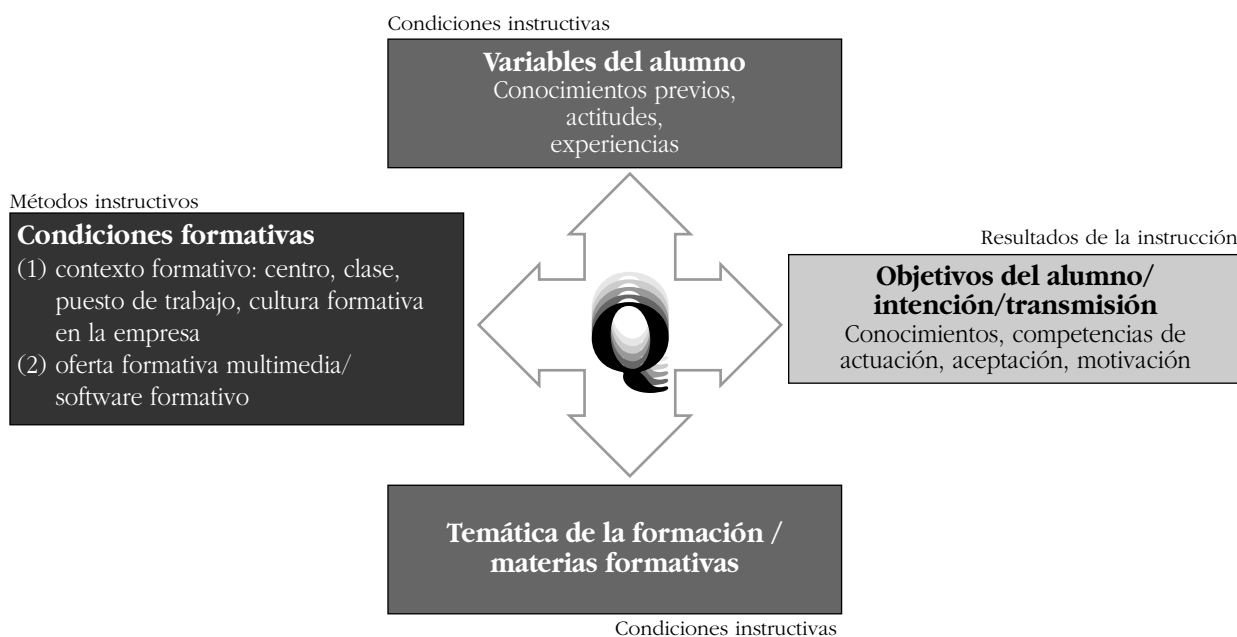 Condiciones instructivas
Variables del alumno
Conocimientos previos,
actitudes,
experiencias
Métodos instructivos
Condiciones formativas
(1) contexto formativo: centro, clase,
puesto de trabajo, cultura formativa
en la empresa
(2) oferta formativa multimedia/
software formativo
Q
Resultados de la instrucción
Objetivos del alumno/
intención/transmisión
Conocimientos, competencias de
actuación, aceptación, motivación
Temática de la formación /
materias formativas
Condiciones instructivas